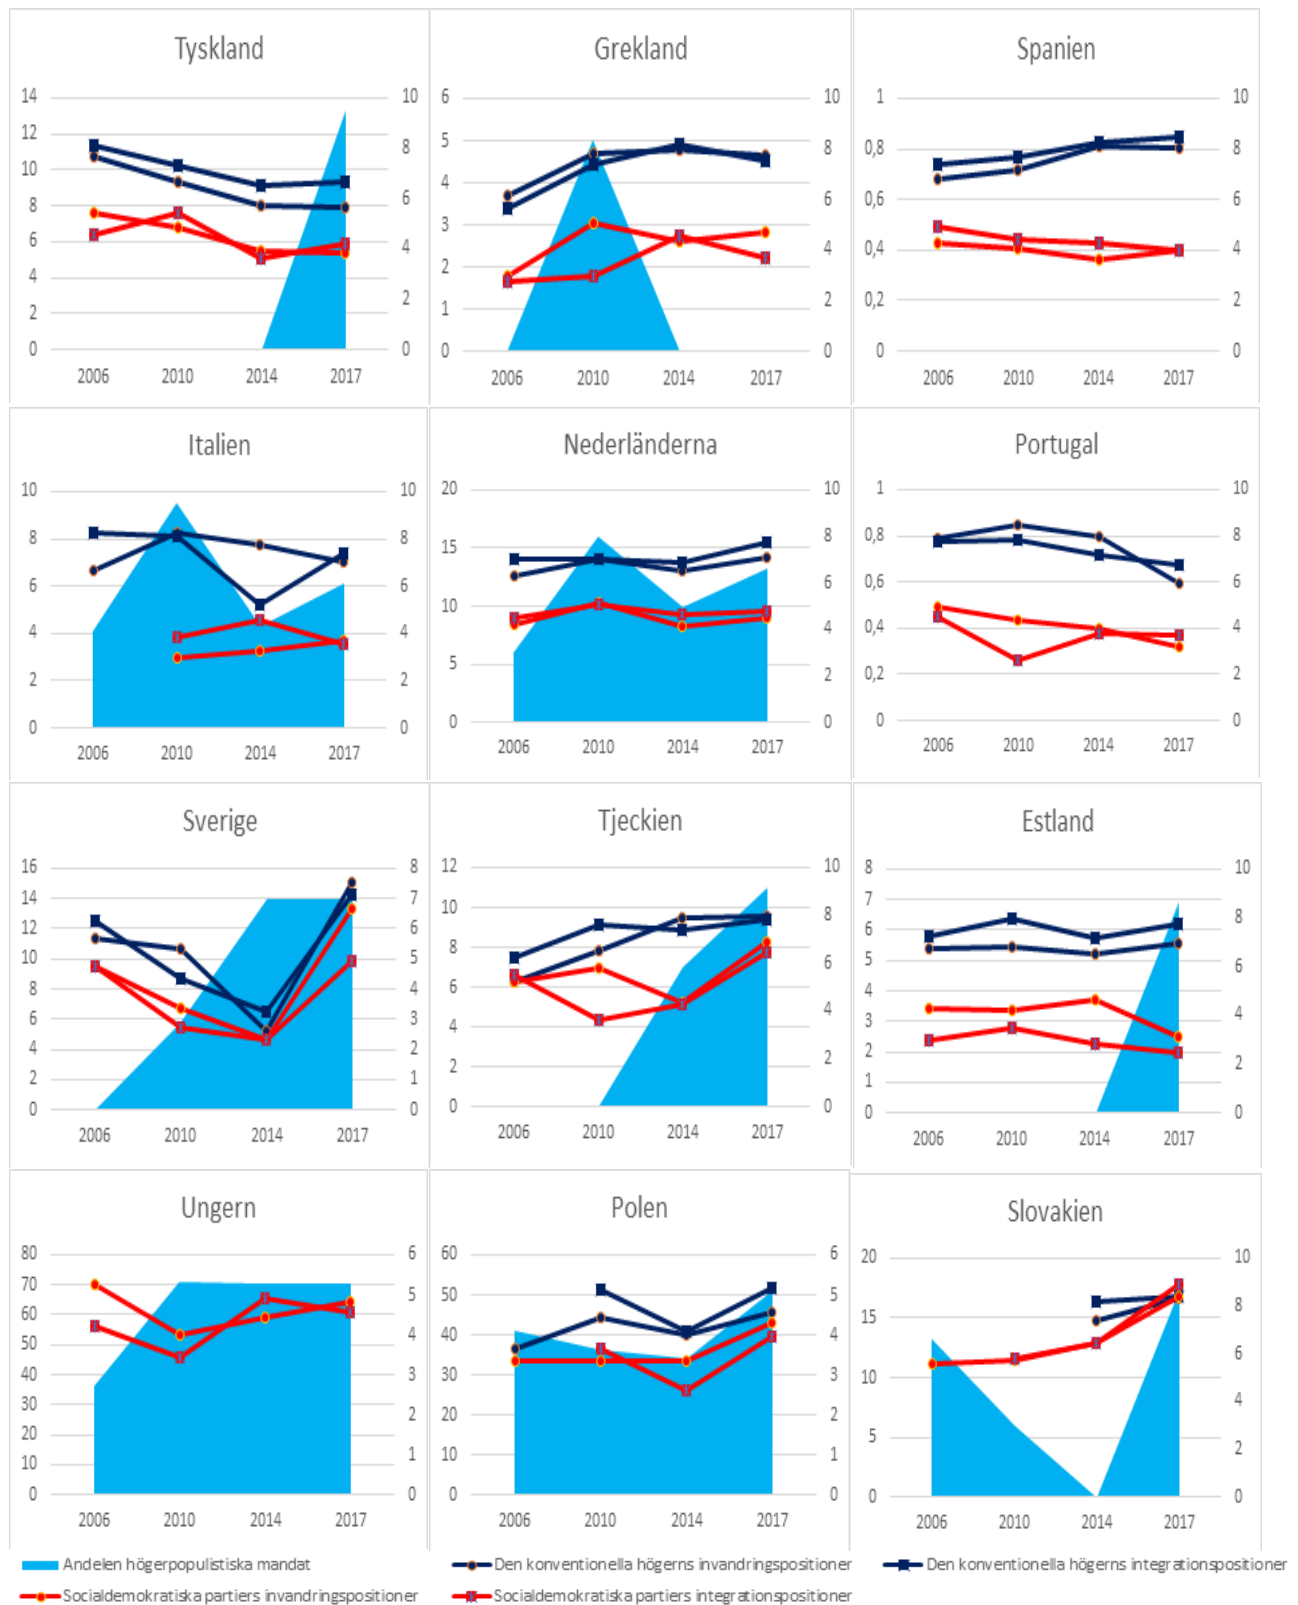 Tyskland
14 12 10 8 6 4 2 0
10 8 6 4 2 0
2006 2010 2014 2017
Grekland
6 5 4 3 2 1 0
10 8 6 4 2 0
2006 2010 2014 2017
Spanien
1 0,8 0,6 0,4 0,2 0
10 8 6 4 2 0
2006 2010 2014 2017
Italien
10 8 6 4 2 0
10 8 6 4 2 0
2006 2010 2014 2017
Nederländerna
20 15 10 5 0
10 8 6 4 2 0
2006 2010 2014 2017
Portugal
1 0,8 0,6 0,4 0,2 0
10 8 6 4 2 0
2006 2010 2014 2017
Sverige
16 14 12 10 8 6 4 2 0
8 7 6 5 4 3 2 1 0
2006 2010 2014 2017
Tjeckien
12 10 8 6 4 2 0
10 8 6 4 2 0
2006 2010 2014 2017
Estland
8 7 6 5 4 3 2 1 0
10 8 6 4 2 0
2006 2010 2014 2017
Ungern
80 70 60 50 40 30 20 10 0
6 5 4 3 2 1 0
2006 2010 2014 2017
Polen
60 50 40 30 20 10 0
6 5 4 3 2 1 0
2006 2010 2014 2017
Slovakien
20 15 10 5 0
10 8 6 4 2 0
2006 2010 2014 2017
Andelen högerpopulistiska mandat
Den konventionella högerns invandringspositioner
Den konventionella högerns integrationspositioner
Socialdemokratiska partiers invandringspositioner
Socialdemokratiska partiers integrationspositioner